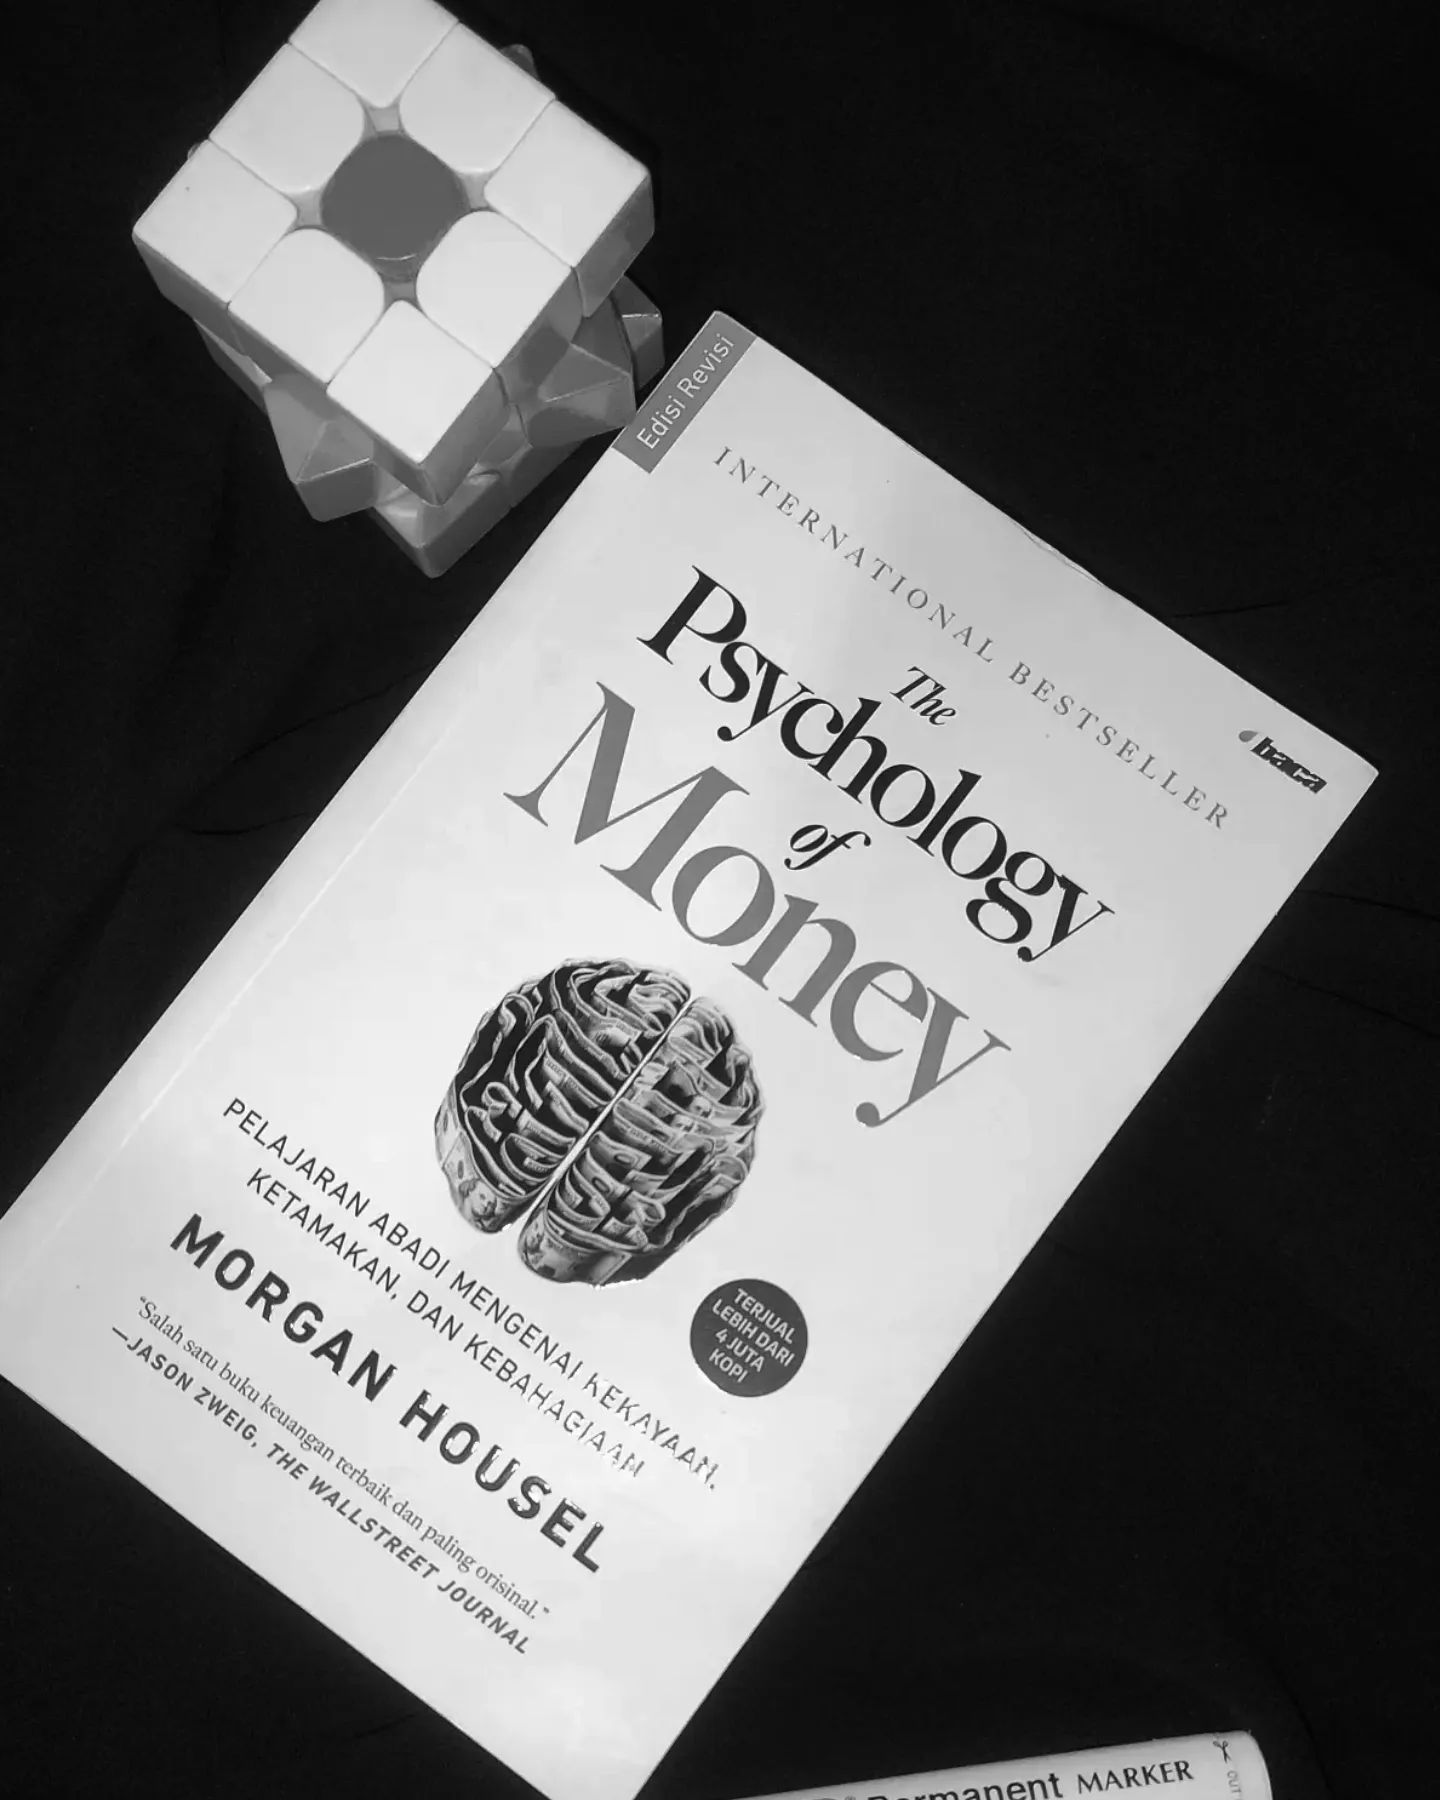 Edisi Revisi
INTERNATIONAL BESTSELLER
baca
The
Psychology
of
Money
PELAJARAN ABADI MENGENAI KEKAYAAN,
KETAMAKAN, DAN KEBAHAGIAAN
TERJUAL
LEBIH DARI
4 JUTA
KOPI
MORGAN HOUSEL
“Salah satu buku keuangan terbaik dan paling orisinal.”
—JASON ZWEIG, THE WALLSTREET JOURNAL
Permanent MARKER